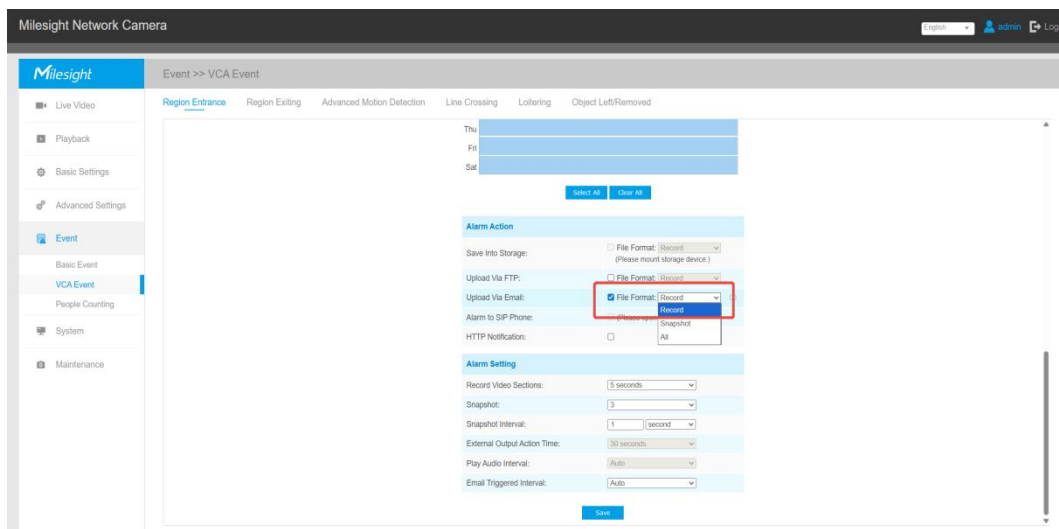 Milesight Network Camera
English
admin
Log
Milesight
Event >> VCA Event
Live Video
Playback
Basic Settings
Advanced Settings
Event
Basic Event
VCA Event
People Counting
System
Maintenance
Region Entrance Region Exiting Advanced Motion Detection Line Crossing Loitering Object Left/Removed
Thu
Fri
Sat
Select All Clear All
Alarm Action
Save Into Storage: File Format: Record
(Please mount storage device.)
Upload Via FTP: File Format: Record
Upload Via Email: File Format: Record
Record
Snapshot
All
Alarm to SIP Phone: (Please
HTTP Notification:
Alarm Setting
Record Video Sections: 5 seconds
Snapshot: 3
Snapshot Interval: 1 second
External Output Action Time: 30 seconds
Play Audio Interval: Auto
Email Triggered Interval: Auto
Save